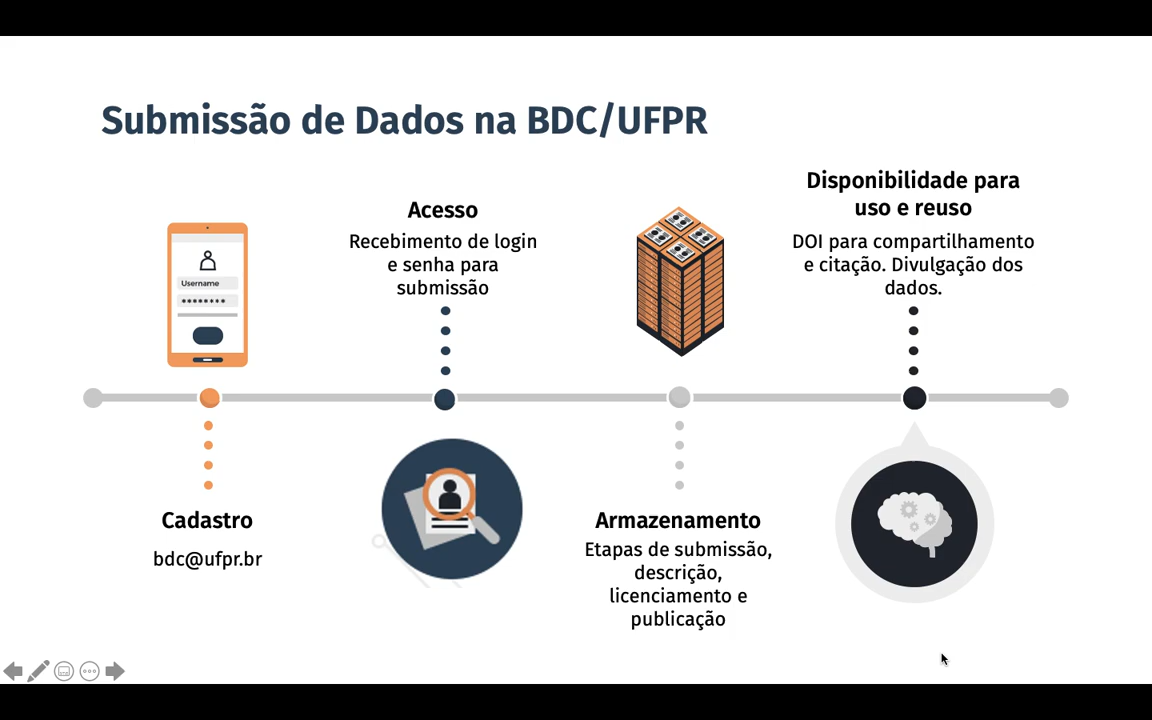 Submissão de Dados na BDC/UFPR
Username
********
Cadastro
bdc@ufpr.br
Acesso
Recebimento de login
e senha para
submissão
Armazenamento
Etapas de submissão,
descrição,
licenciamento e
publicação
Disponibilidade para
uso e reuso
DOI para compartilhamento
e citação. Divulgação dos
dados.